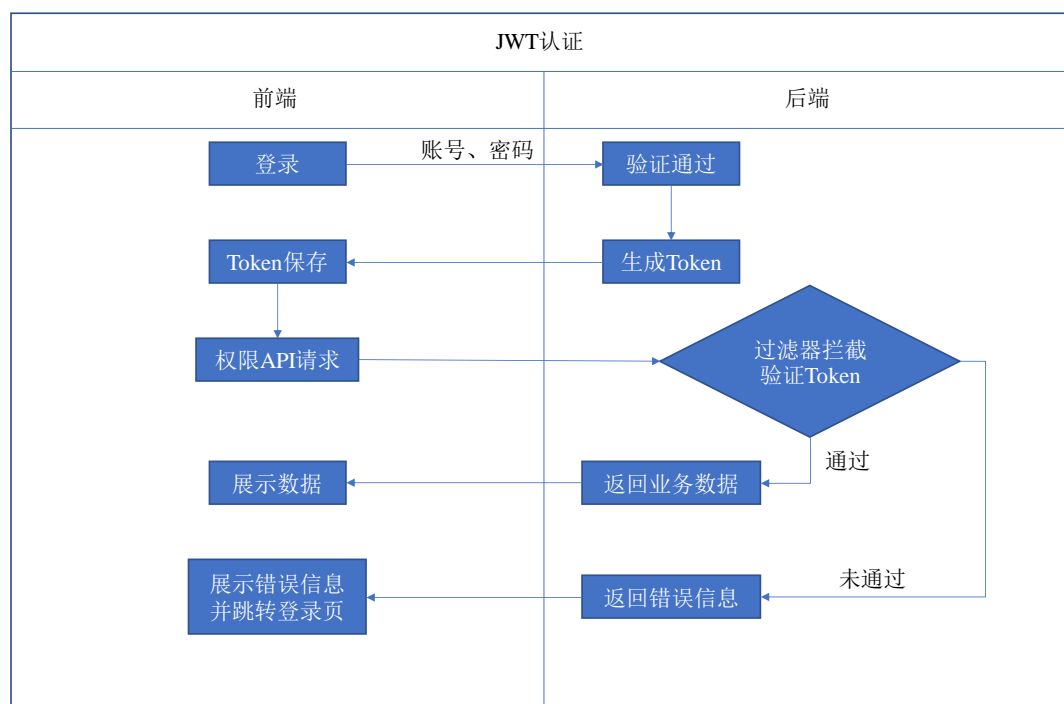 JWT认证
前端
后端
登录
账号、密码
验证通过
Token保存
生成Token
权限API请求
过滤器拦截
验证Token
通过
展示数据
返回业务数据
未通过
展示错误信息
并跳转登录页
返回错误信息